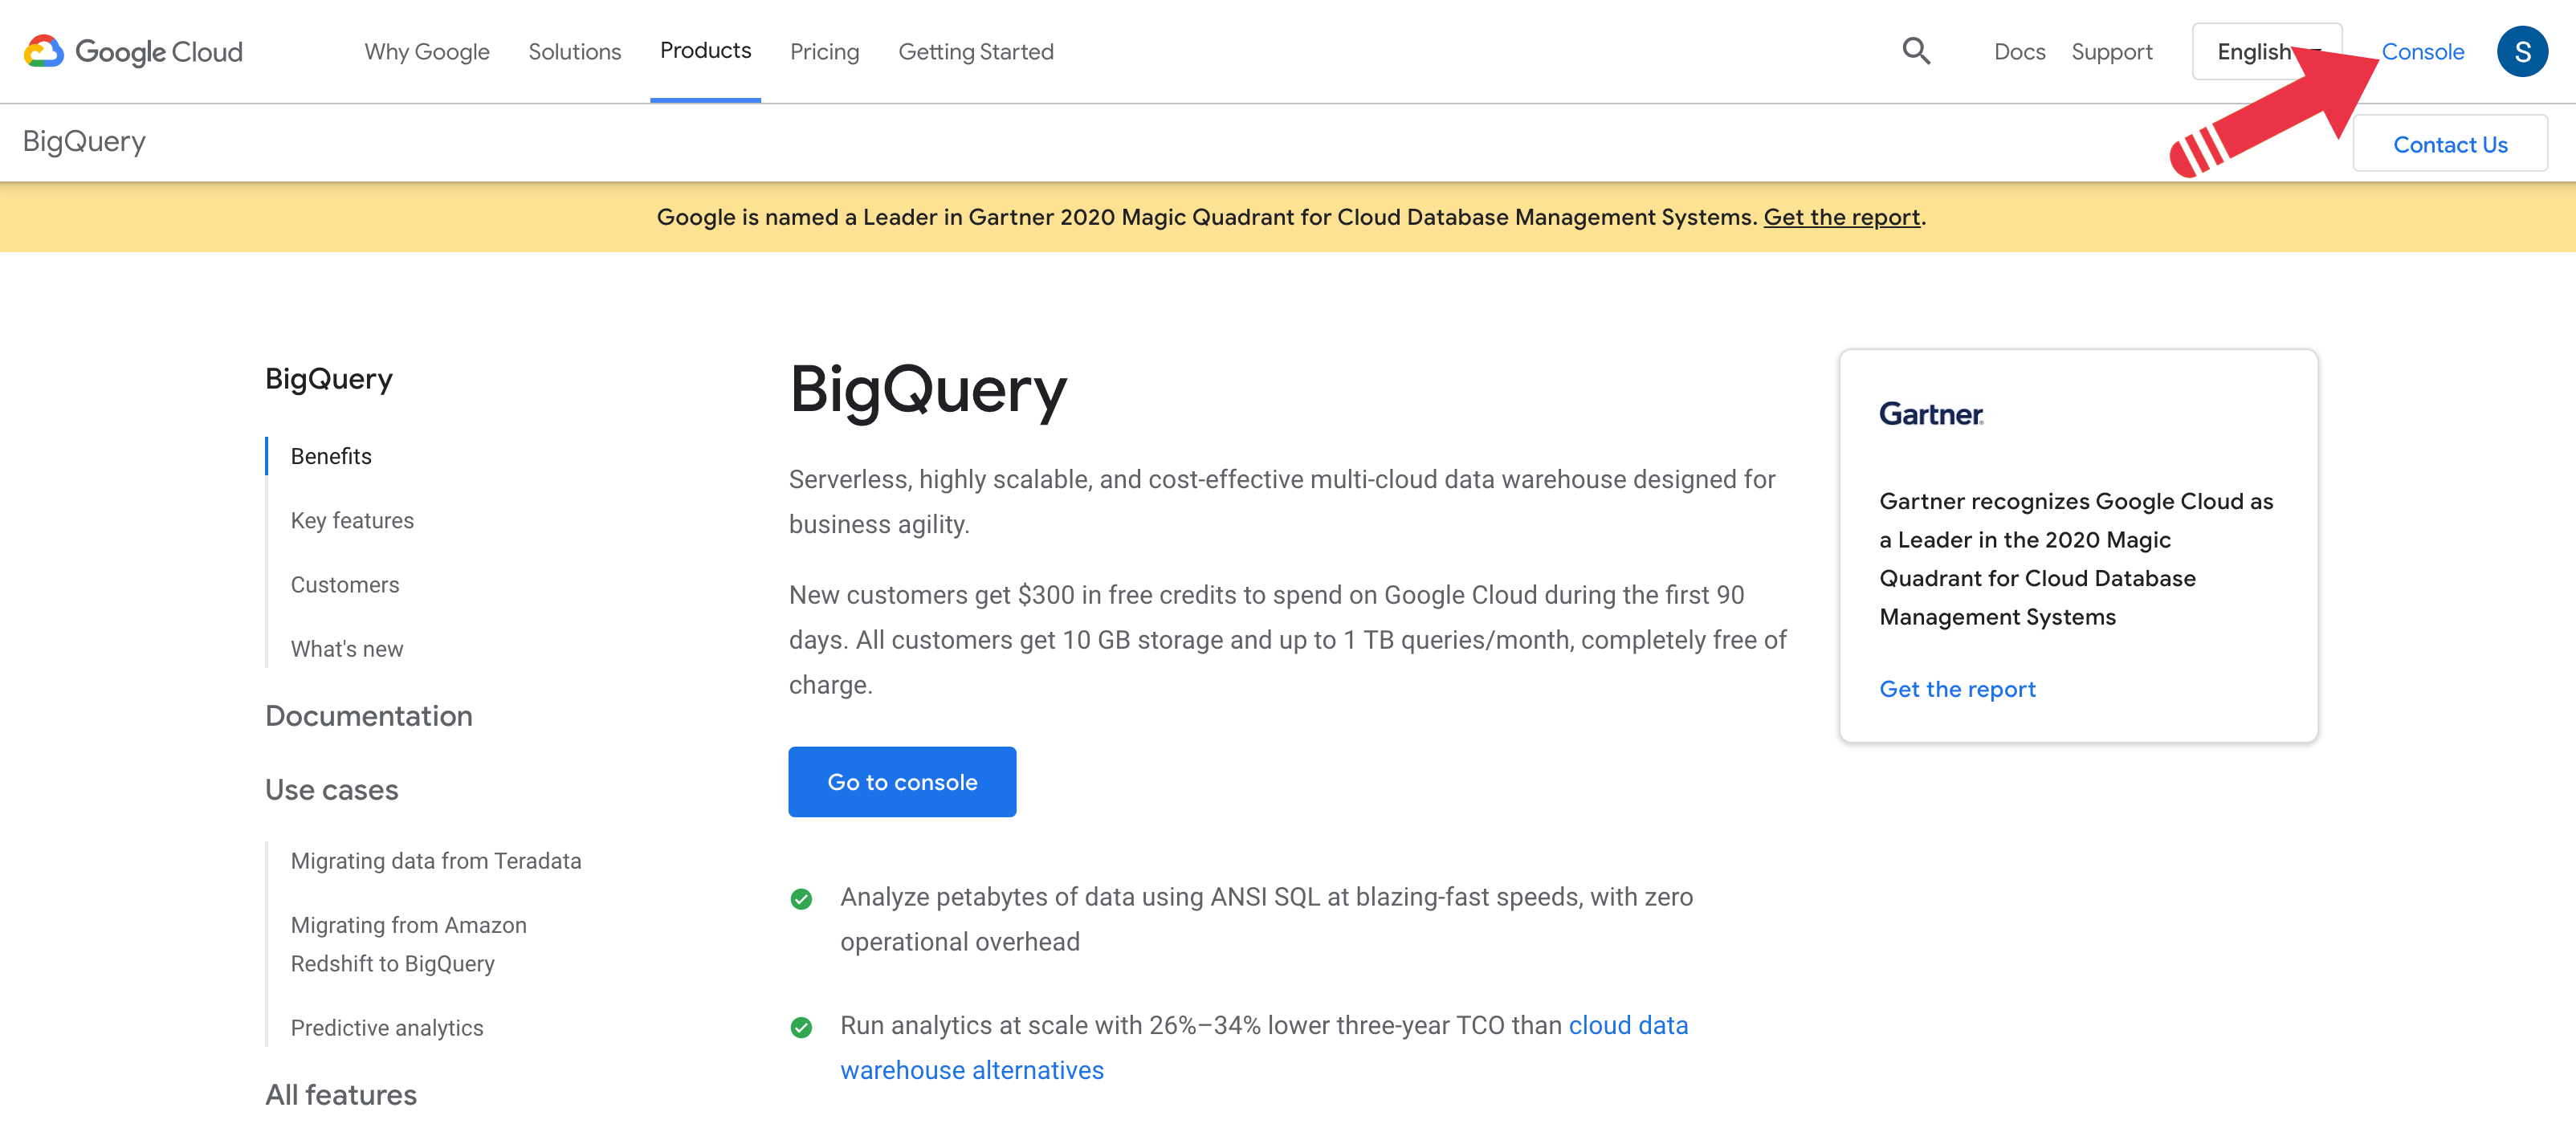 Google Cloud
Why Google
Solutions
Products
Pricing
Getting Started
Docs
Support
English
Console
S
BigQuery
Contact Us
Google is named a Leader in Gartner 2020 Magic Quadrant for Cloud Database Management Systems. Get the report.
BigQuery
Benefits
Key features
Customers
What's new
Documentation
Use cases
Migrating data from Teradata
Migrating from Amazon
Redshift to BigQuery
Predictive analytics
All features
BigQuery
Serverless, highly scalable, and cost-effective multi-cloud data warehouse designed for
business agility.
New customers get $300 in free credits to spend on Google Cloud during the first 90
days. All customers get 10 GB storage and up to 1 TB queries/month, completely free of
charge.
Go to console
Analyze petabytes of data using ANSI SQL at blazing-fast speeds, with zero
operational overhead
Run analytics at scale with 26%–34% lower three-year TCO than cloud data
warehouse alternatives
Gartner
Gartner recognizes Google Cloud as
a Leader in the 2020 Magic
Quadrant for Cloud Database
Management Systems
Get the report